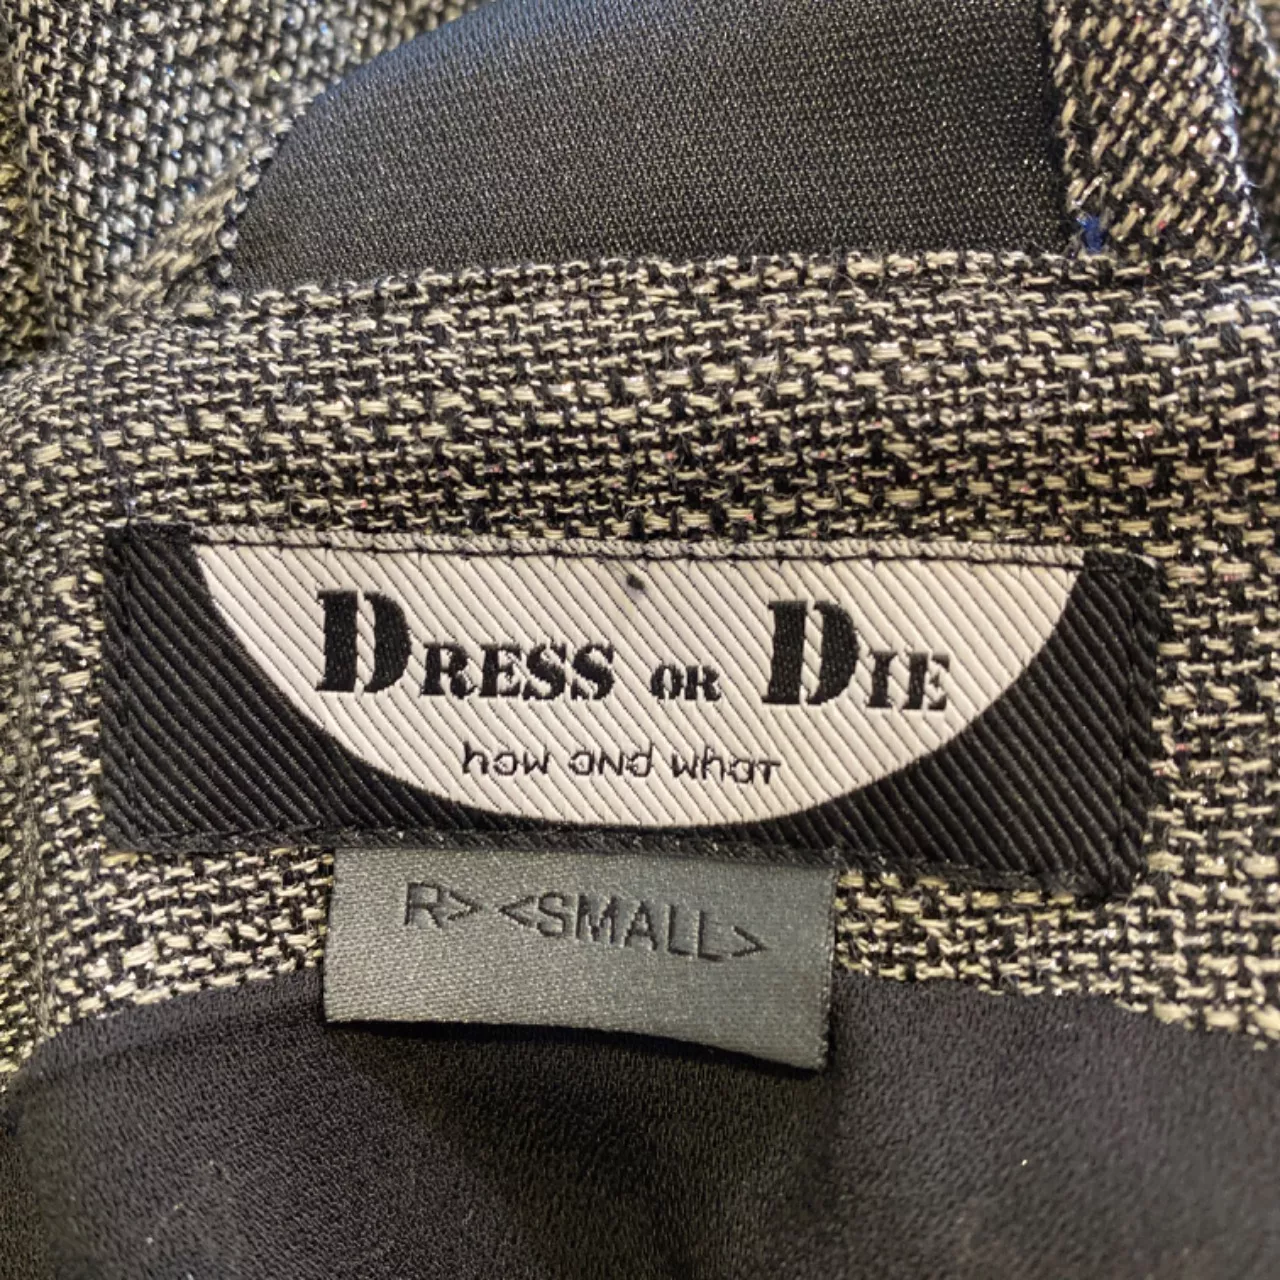 DRESS OR DIE
how and what
R> <SMALL>